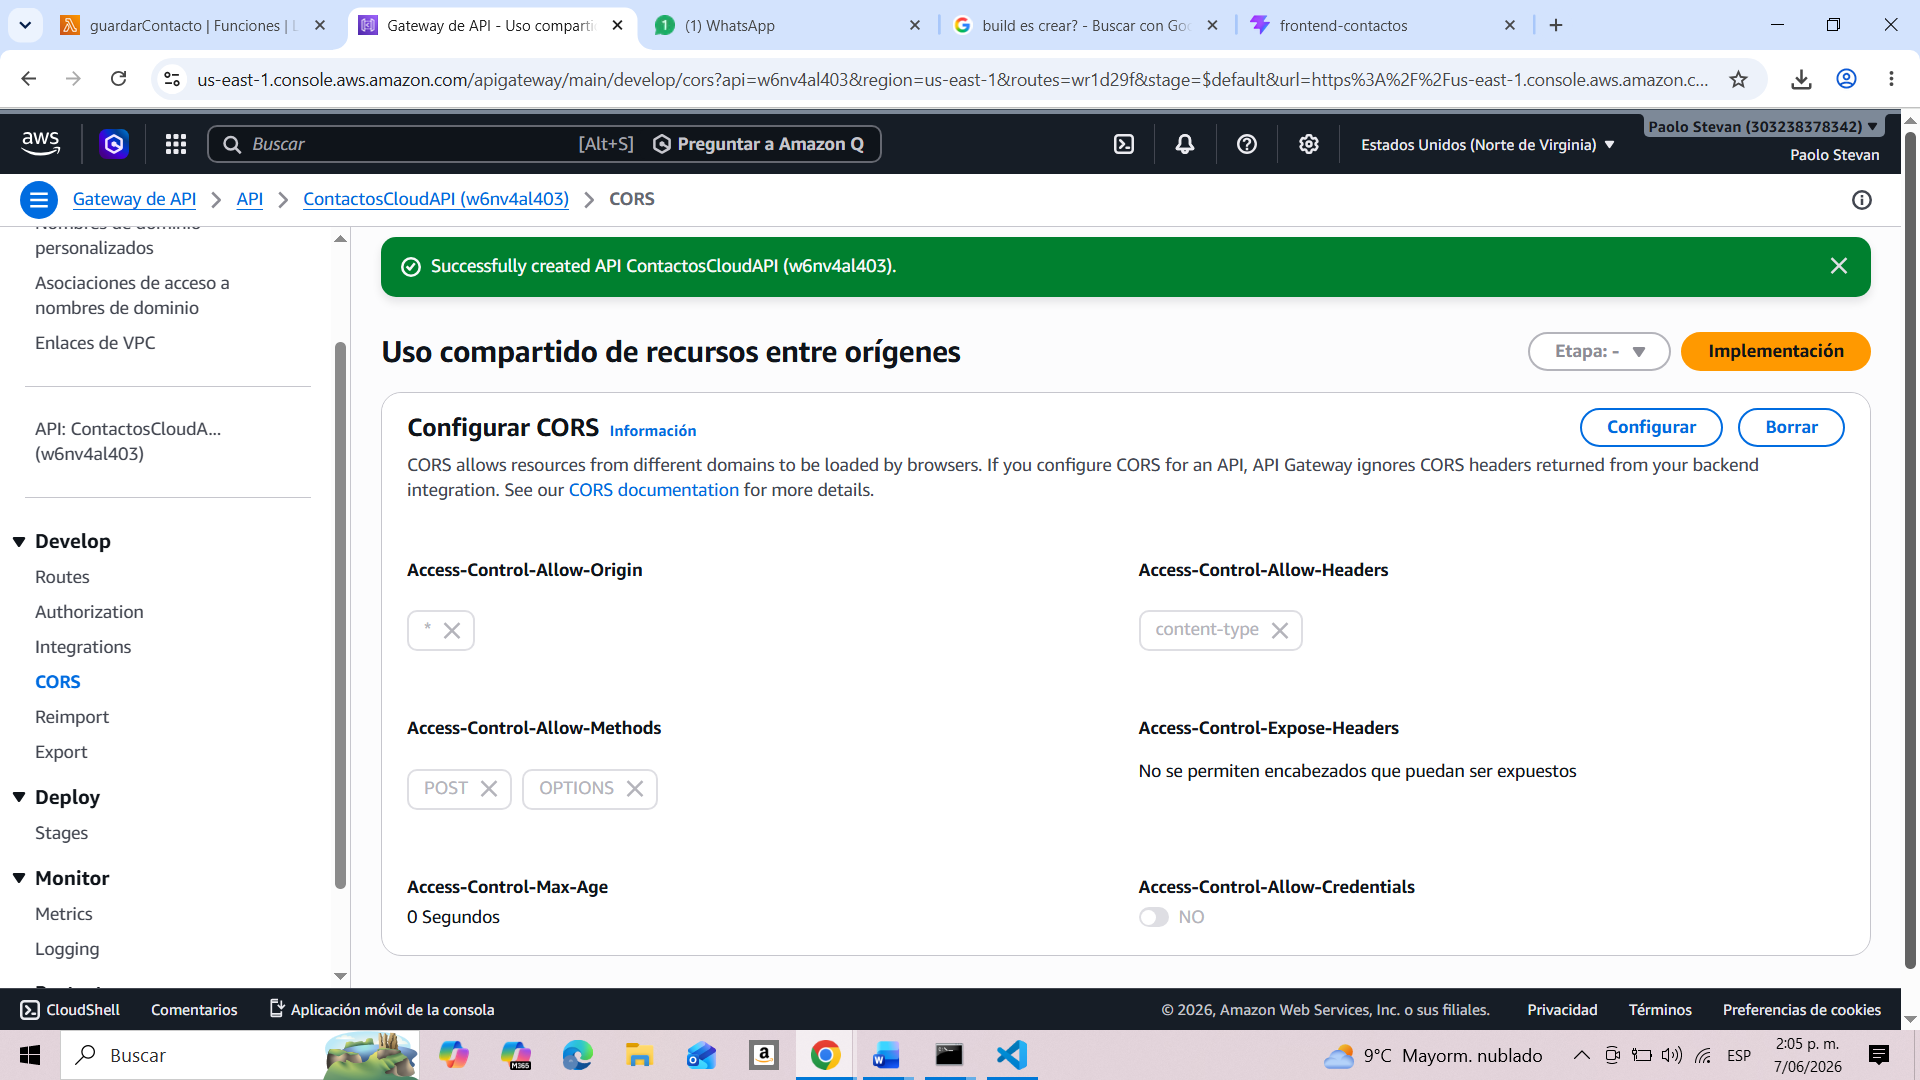 guardarContacto | Funciones | L
Gateway de API - Uso comparti
(1) WhatsApp
build es crear? - Buscar con Goo
frontend-contactos
us-east-1.console.aws.amazon.com/apigateway/main/develop/cors?api=w6nv4al403&region=us-east-1&routes=wr1d29f&stage=$default&url=https%3A%2F%2Fus-east-1.console.aws.amazon.c...
aws
Buscar
[Alt+S]
Preguntar a Amazon Q
Estados Unidos (Norte de Virginia)
Paolo Stevan (303238378342)
Paolo Stevan
Gateway de API
API
ContactosCloudAPI (w6nv4al403)
CORS
Nombres de dominio
personalizados
Asociaciones de acceso a
nombres de dominio
Enlaces de VPC
API: ContactosCloudA...
(w6nv4al403)
Develop
Routes
Authorization
Integrations
CORS
Reimport
Export
Deploy
Stages
Monitor
Metrics
Logging
Successfully created API ContactosCloudAPI (w6nv4al403).
Uso compartido de recursos entre orígenes
Etapa: -
Implementación
Configurar CORS
Información
Configurar
Borrar
CORS allows resources from different domains to be loaded by browsers. If you configure CORS for an API, API Gateway ignores CORS headers returned from your backend
integration. See our CORS documentation for more details.
Access-Control-Allow-Origin
*
Access-Control-Allow-Headers
content-type
Access-Control-Allow-Methods
POST
OPTIONS
Access-Control-Expose-Headers
No se permiten encabezados que puedan ser expuestos
Access-Control-Max-Age
0 Segundos
Access-Control-Allow-Credentials
NO
CloudShell
Comentarios
Aplicación móvil de la consola
© 2026, Amazon Web Services, Inc. o sus filiales.
Privacidad
Términos
Preferencias de cookies
Buscar
M365
9°C Mayorm. nublado
ESP
2:05 p. m.
7/06/2026